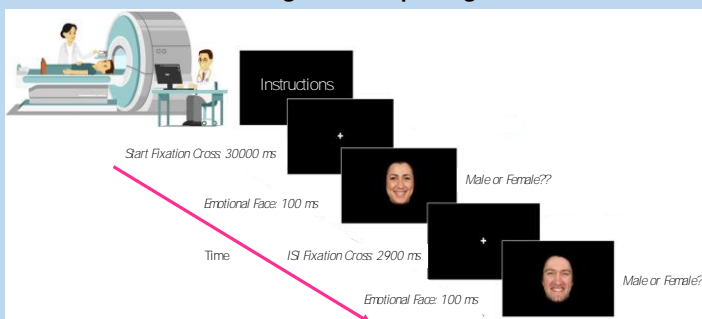 Instructions
Start Fixation Cross: 30000 ms
Male or Female??
Emotional Face: 100 ms
Time
ISI Fixation Cross: 2900 ms
Male or Female?
Emotional Face: 100 ms